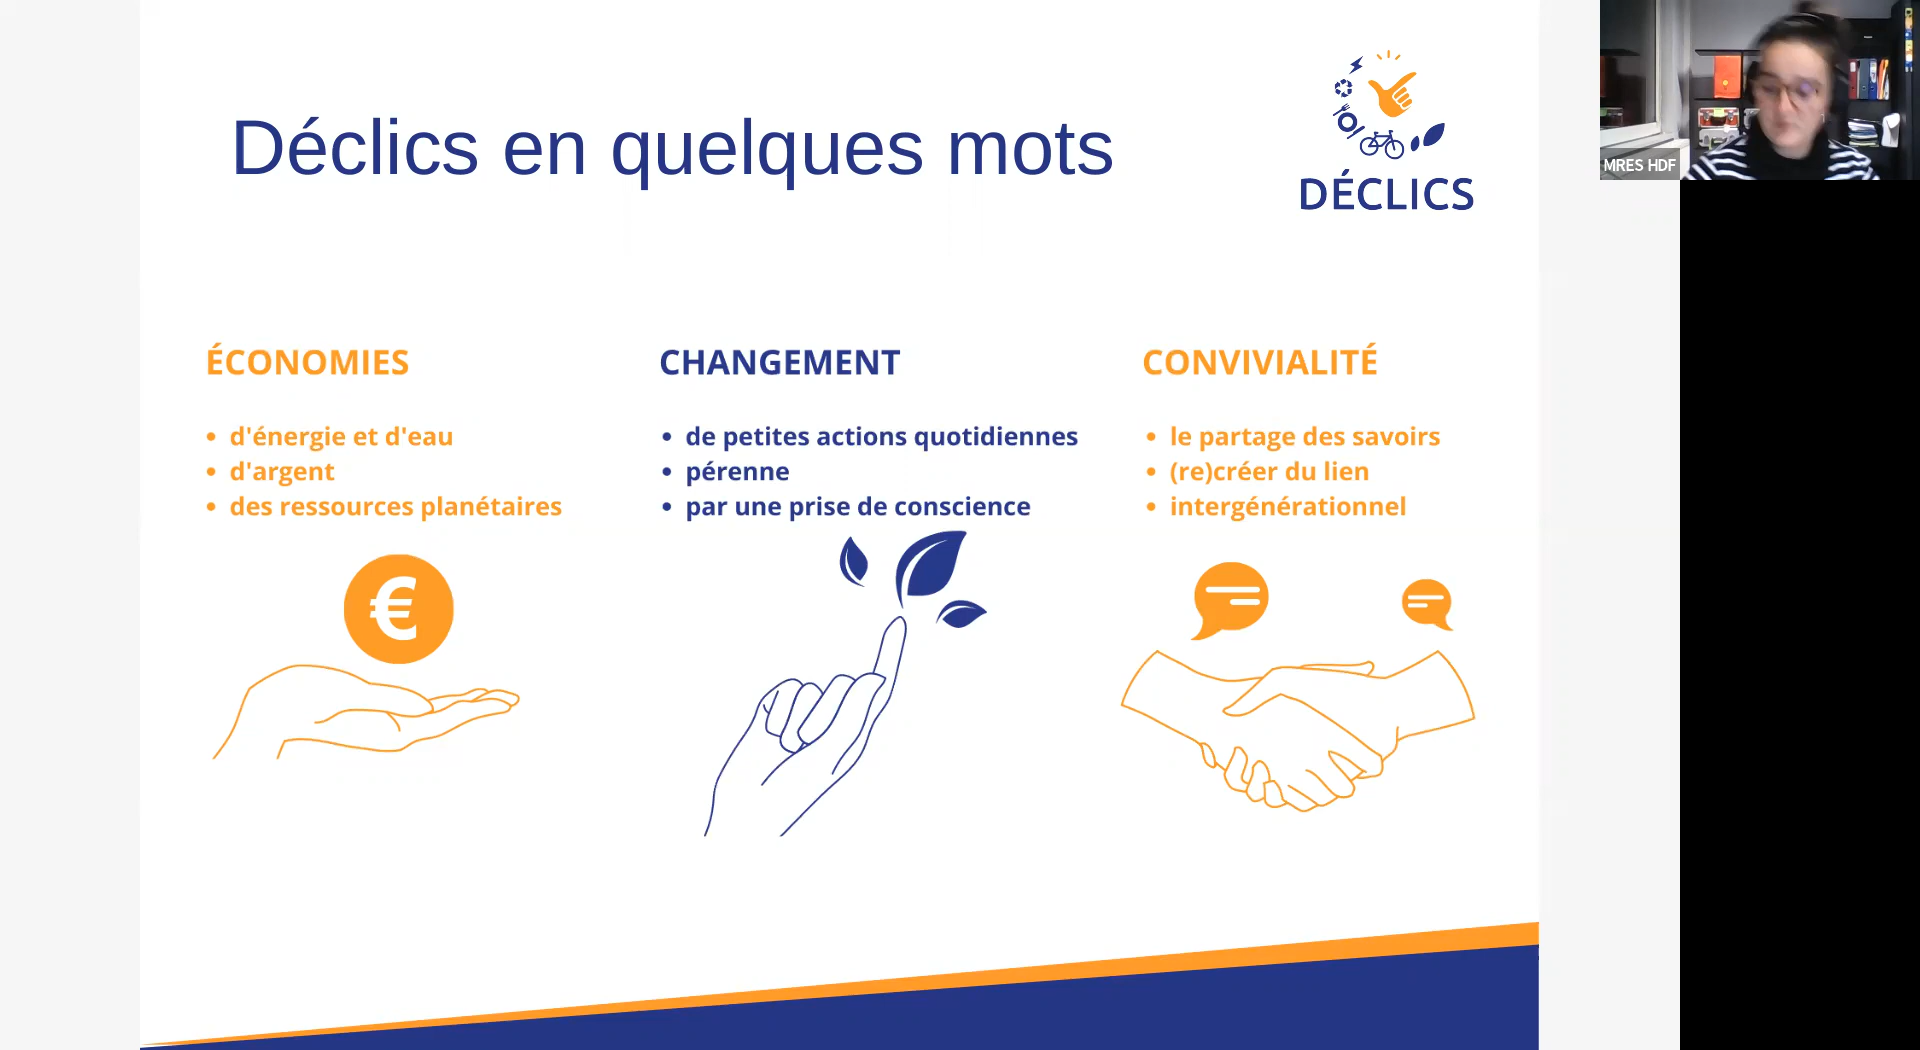 Déclics en quelques mots
DÉCLICS
MRES HDF
ÉCONOMIES
• d'énergie et d'eau
• d'argent
• des ressources planétaires
€
CHANGEMENT
• de petites actions quotidiennes
• pérenne
• par une prise de conscience
CONVIVIALITÉ
• le partage des savoirs
• (re)créer du lien
• intergénérationnel